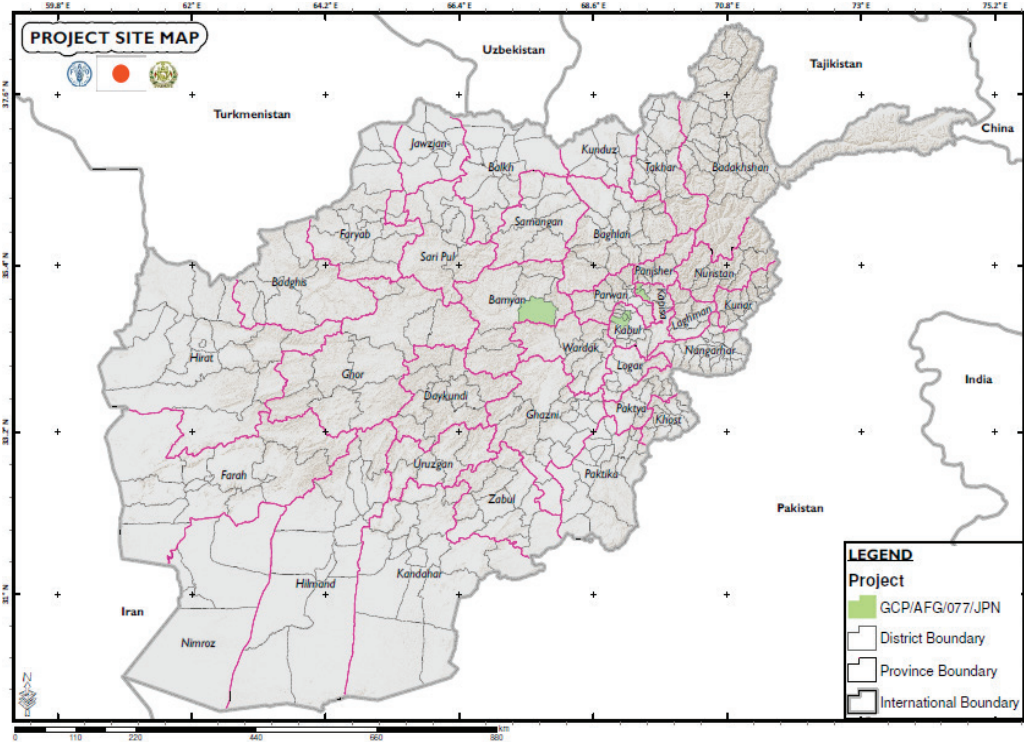 59.8° E 62° E 64.2° E 66.4° E 68.6° E 70.8° E 73° E 75.2° E
PROJECT SITE MAP
Uzbekistan
Tajikistan
37.6° N
Turkmenistan
China
Jawzjan
Balkh
Kunduz
Takhar
Badakhshan
Samangan
Faryab
Baghlah
Sari Pul
35.4° N
Panjsher
Nuristan
Badghis
Bamyan
Parwan
Kapisa
Kunar
Laghman
Kabul
Hirat
Wardak
Nangarhar
Ghor
Logar
India
Daykundi
Ghazni
Paktya
Khost
33.2° N
Uruzgan
Farah
Paktika
Zabul
Pakistan
LEGEND
Kandahar
Project
Hilmand
31° N
GCP/AFG/077/JPN
Iran
District Boundary
Nimroz
Province Boundary
N
International Boundary
km
0 110 220 440 660 880